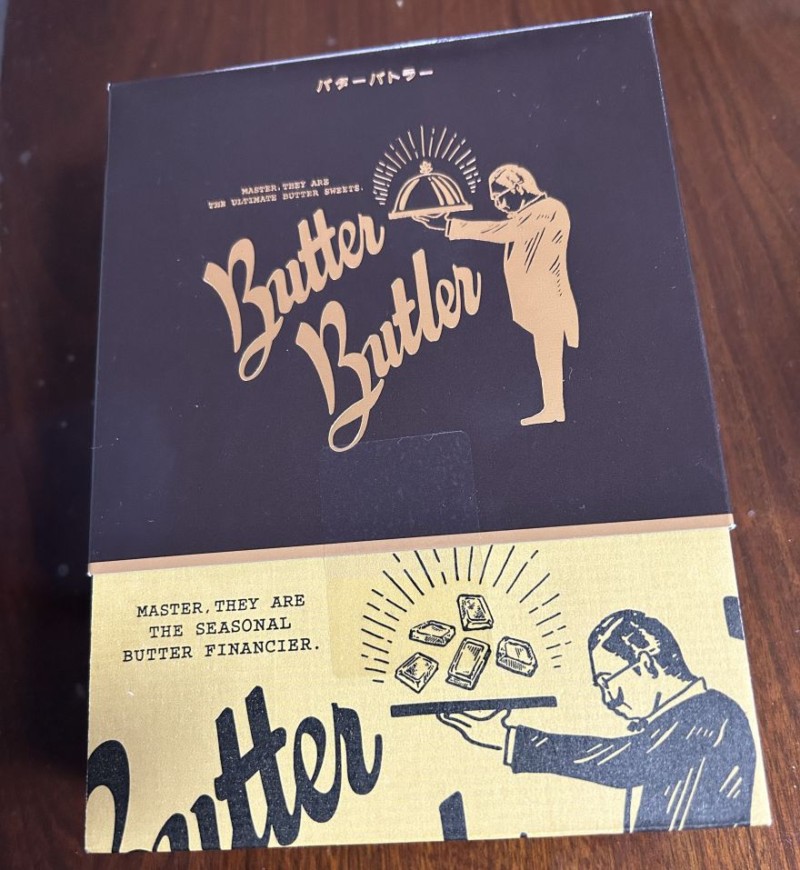 バターバトラー
MASTER, THEY ARE
THE ULTIMATE BUTTER SWEETS.
Butter
Butler
MASTER, THEY ARE
THE SEASONAL
BUTTER FINANCIER.
Butter